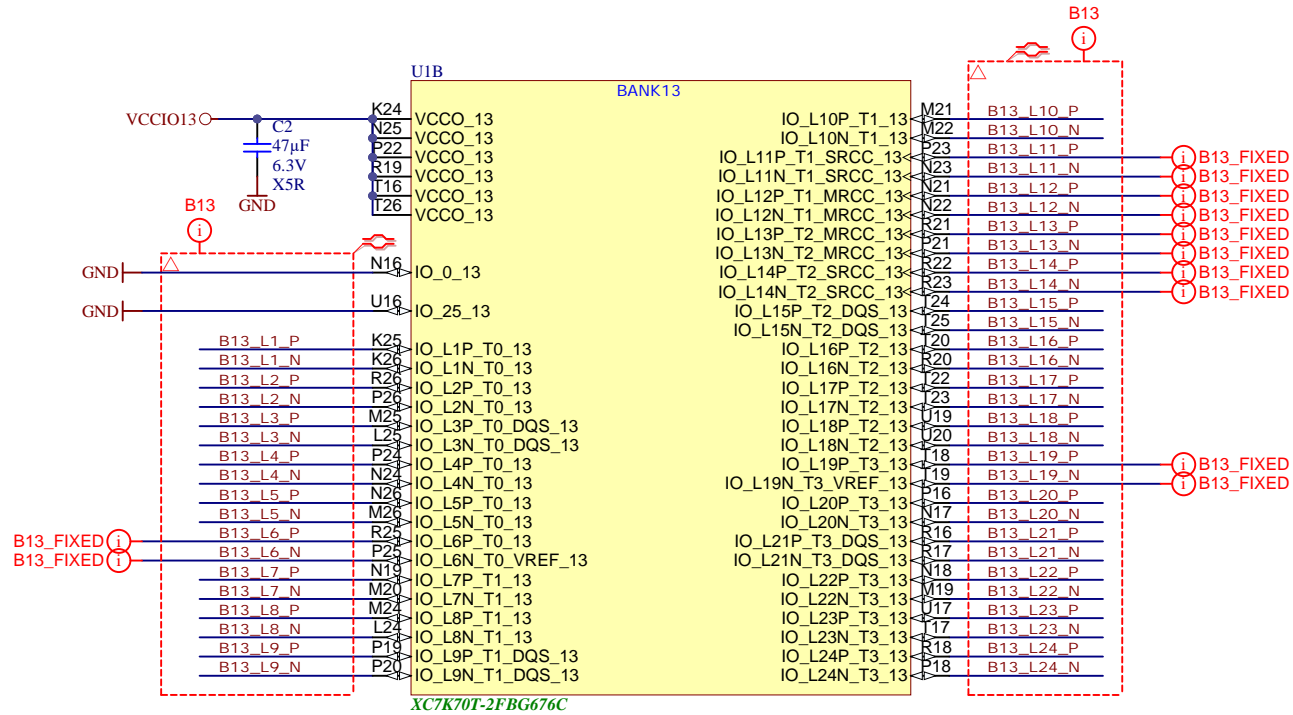 B13
i
U1B
BANK13
VCCIO13
C2
47µF
6.3V
X5R
GND
K24 VCCO_13
N25 VCCO_13
P22 VCCO_13
R19 VCCO_13
T16 VCCO_13
T26 VCCO_13
B13
i
GND N16 IO_0_13
GND U16 IO_25_13
B13_L1_P K25 IO_L1P_T0_13
B13_L1_N K26 IO_L1N_T0_13
B13_L2_P R26 IO_L2P_T0_13
B13_L2_N P26 IO_L2N_T0_13
B13_L3_P M25 IO_L3P_T0_DQS_13
B13_L3_N L25 IO_L3N_T0_DQS_13
B13_L4_P P24 IO_L4P_T0_13
B13_L4_N N24 IO_L4N_T0_13
B13_L5_P N26 IO_L5P_T0_13
B13_L5_N M26 IO_L5N_T0_13
B13_FIXED i B13_L6_P R25 IO_L6P_T0_13
B13_FIXED i B13_L6_N P25 IO_L6N_T0_VREF_13
B13_L7_P N19 IO_L7P_T1_13
B13_L7_N M20 IO_L7N_T1_13
B13_L8_P M24 IO_L8P_T1_13
B13_L8_N L24 IO_L8N_T1_13
B13_L9_P P19 IO_L9P_T1_DQS_13
B13_L9_N P20 IO_L9N_T1_DQS_13
IO_L10P_T1_13 M21 B13_L10_P
IO_L10N_T1_13 M22 B13_L10_N
IO_L11P_T1_SRCC_13 P23 B13_L11_P i B13_FIXED
IO_L11N_T1_SRCC_13 N23 B13_L11_N i B13_FIXED
IO_L12P_T1_MRCC_13 N21 B13_L12_P i B13_FIXED
IO_L12N_T1_MRCC_13 N22 B13_L12_N i B13_FIXED
IO_L13P_T2_MRCC_13 R21 B13_L13_P i B13_FIXED
IO_L13N_T2_MRCC_13 P21 B13_L13_N i B13_FIXED
IO_L14P_T2_SRCC_13 R22 B13_L14_P i B13_FIXED
IO_L14N_T2_SRCC_13 R23 B13_L14_N i B13_FIXED
IO_L15P_T2_DQS_13 T24 B13_L15_P
IO_L15N_T2_DQS_13 T25 B13_L15_N
IO_L16P_T2_13 T20 B13_L16_P
IO_L16N_T2_13 R20 B13_L16_N
IO_L17P_T2_13 T22 B13_L17_P
IO_L17N_T2_13 T23 B13_L17_N
IO_L18P_T2_13 U19 B13_L18_P
IO_L18N_T2_13 U20 B13_L18_N
IO_L19P_T3_13 T18 B13_L19_P i B13_FIXED
IO_L19N_T3_VREF_13 T19 B13_L19_N i B13_FIXED
IO_L20P_T3_13 P16 B13_L20_P
IO_L20N_T3_13 N17 B13_L20_N
IO_L21P_T3_DQS_13 R16 B13_L21_P
IO_L21N_T3_DQS_13 R17 B13_L21_N
IO_L22P_T3_13 N18 B13_L22_P
IO_L22N_T3_13 M19 B13_L22_N
IO_L23P_T3_13 U17 B13_L23_P
IO_L23N_T3_13 T17 B13_L23_N
IO_L24P_T3_13 R18 B13_L24_P
IO_L24N_T3_13 P18 B13_L24_N
XC7K70T-2FBG676C